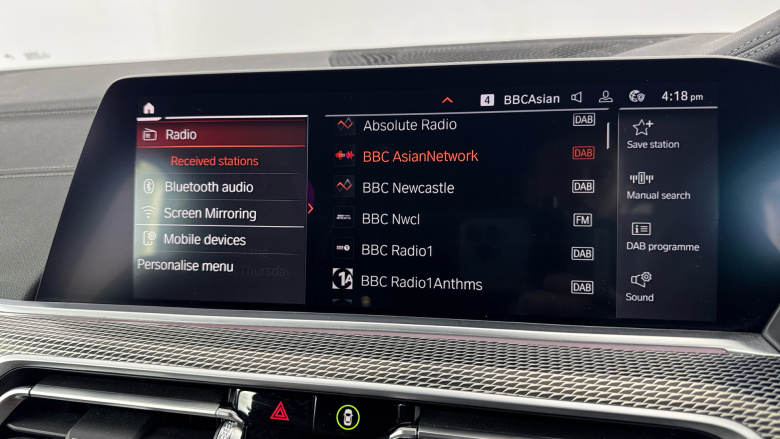 4 BBCAsian 4:18 pm
Radio
Received stations
Bluetooth audio
Screen Mirroring
Mobile devices
Personalise menu
Thursday
Absolute Radio DAB
BBC AsianNetwork DAB
BBC Newcastle DAB
BBC Nwcl FM
BBC Radio1 DAB
BBC Radio1Anthms DAB
Save station
Manual search
DAB programme
Sound